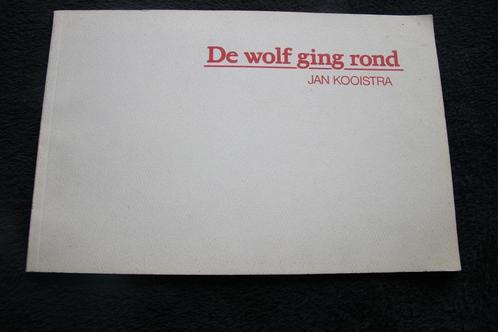 De wolf ging rond
JAN KOOISTRA